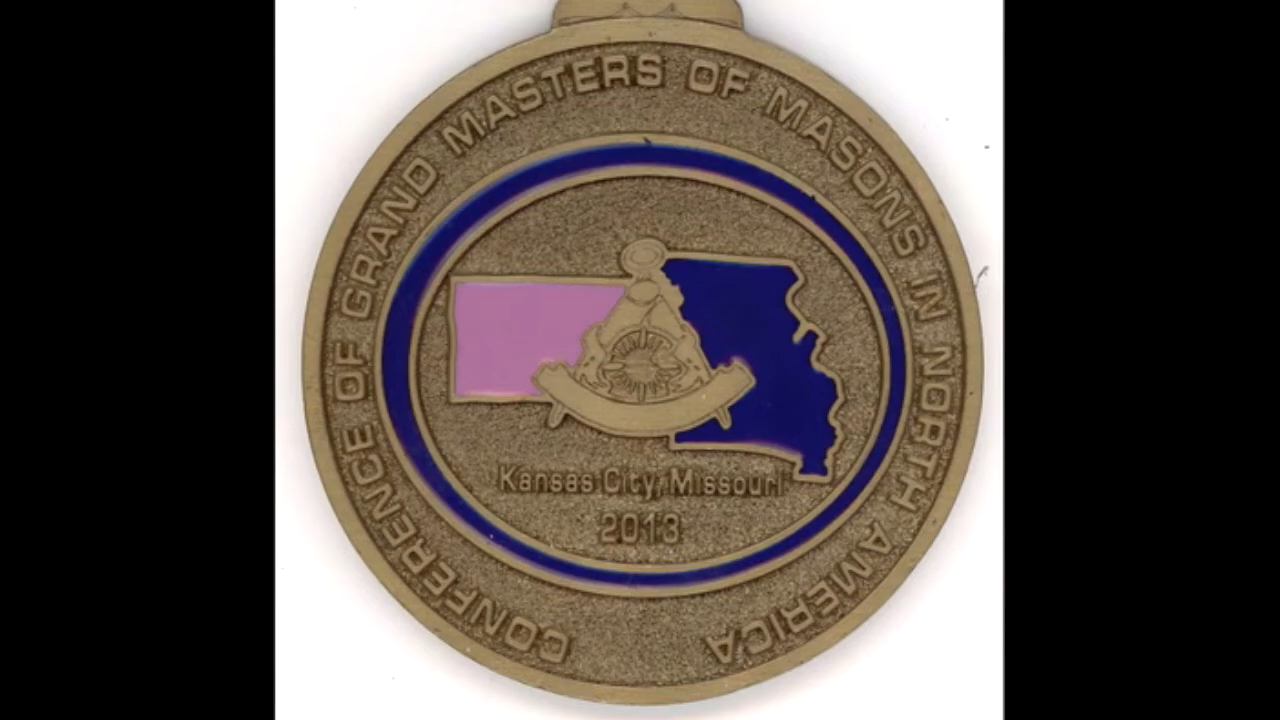 CONFERENCE OF GRAND MASTERS OF MASONS IN NORTH AMERICA
Kansas City, Missouri
2013